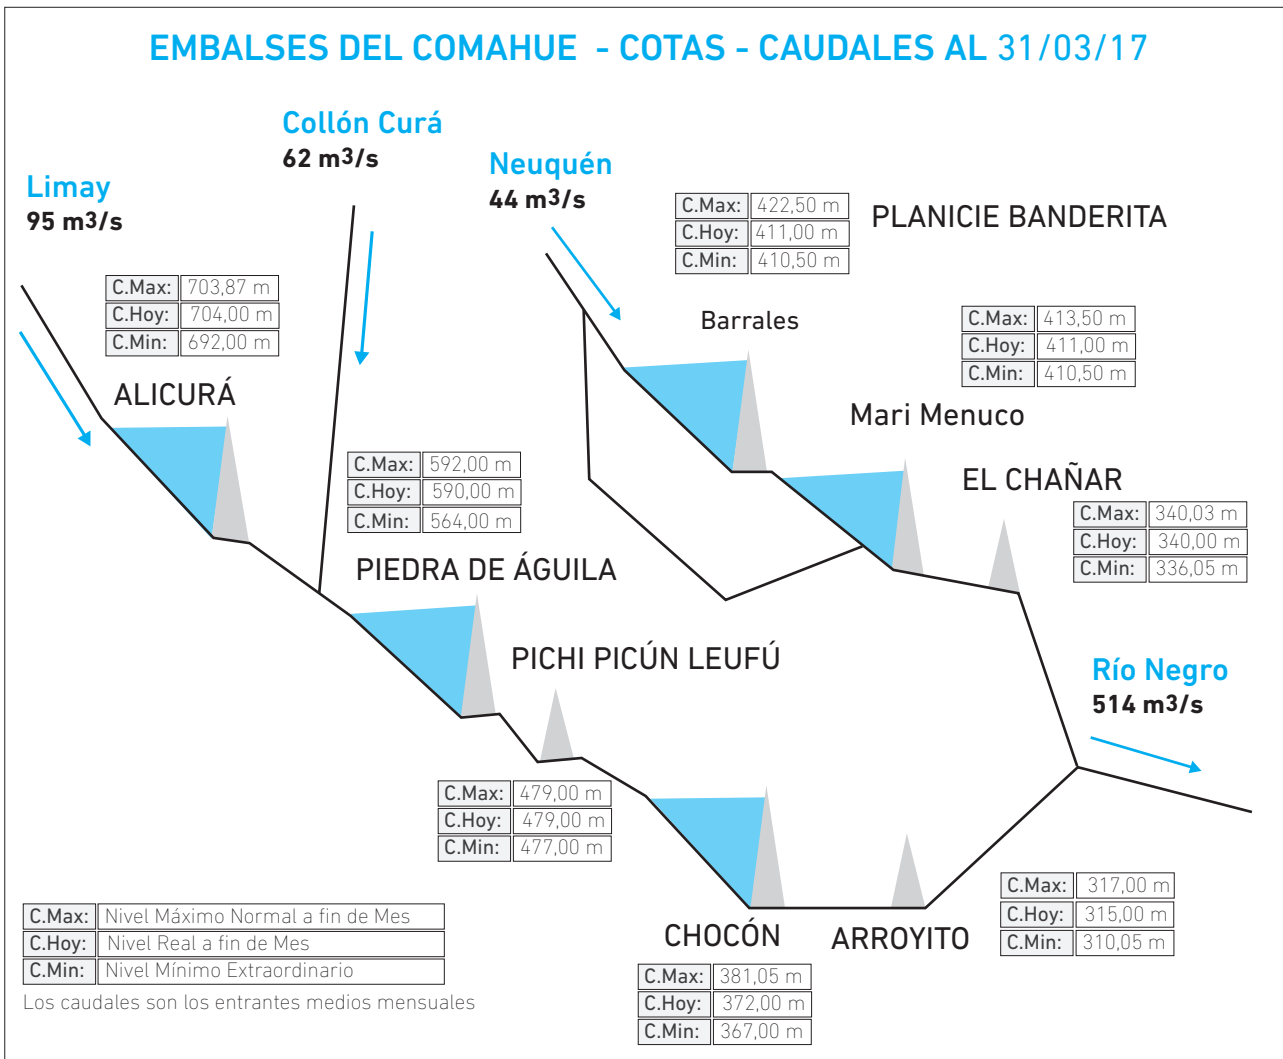 EMBALSES DEL COMAHUE - COTAS - CAUDALES AL 31/03/17
Collón Curá
62 m3/s
Neuquén
44 m3/s
Limay
95 m3/s
C.Max: 422,50 m
C.Hoy: 411,00 m
C.Min: 410,50 m
PLANICIE BANDERITA
C.Max: 703,87 m
C.Hoy: 704,00 m
C.Min: 692,00 m
ALICURÁ
Barrales
C.Max: 413,50 m
C.Hoy: 411,00 m
C.Min: 410,50 m
Mari Menuco
C.Max: 592,00 m
C.Hoy: 590,00 m
C.Min: 564,00 m
PIEDRA DE ÁGUILA
EL CHAÑAR
C.Max: 340,03 m
C.Hoy: 340,00 m
C.Min: 336,05 m
PICHI PICÚN LEUFÚ
Río Negro
514 m3/s
C.Max: 479,00 m
C.Hoy: 479,00 m
C.Min: 477,00 m
CHOCÓN
C.Max: 381,05 m
C.Hoy: 372,00 m
C.Min: 367,00 m
ARROYITO
C.Max: 317,00 m
C.Hoy: 315,00 m
C.Min: 310,05 m
C.Max: Nivel Máximo Normal a fin de Mes
C.Hoy: Nivel Real a fin de Mes
C.Min: Nivel Mínimo Extraordinario
Los caudales son los entrantes medios mensuales